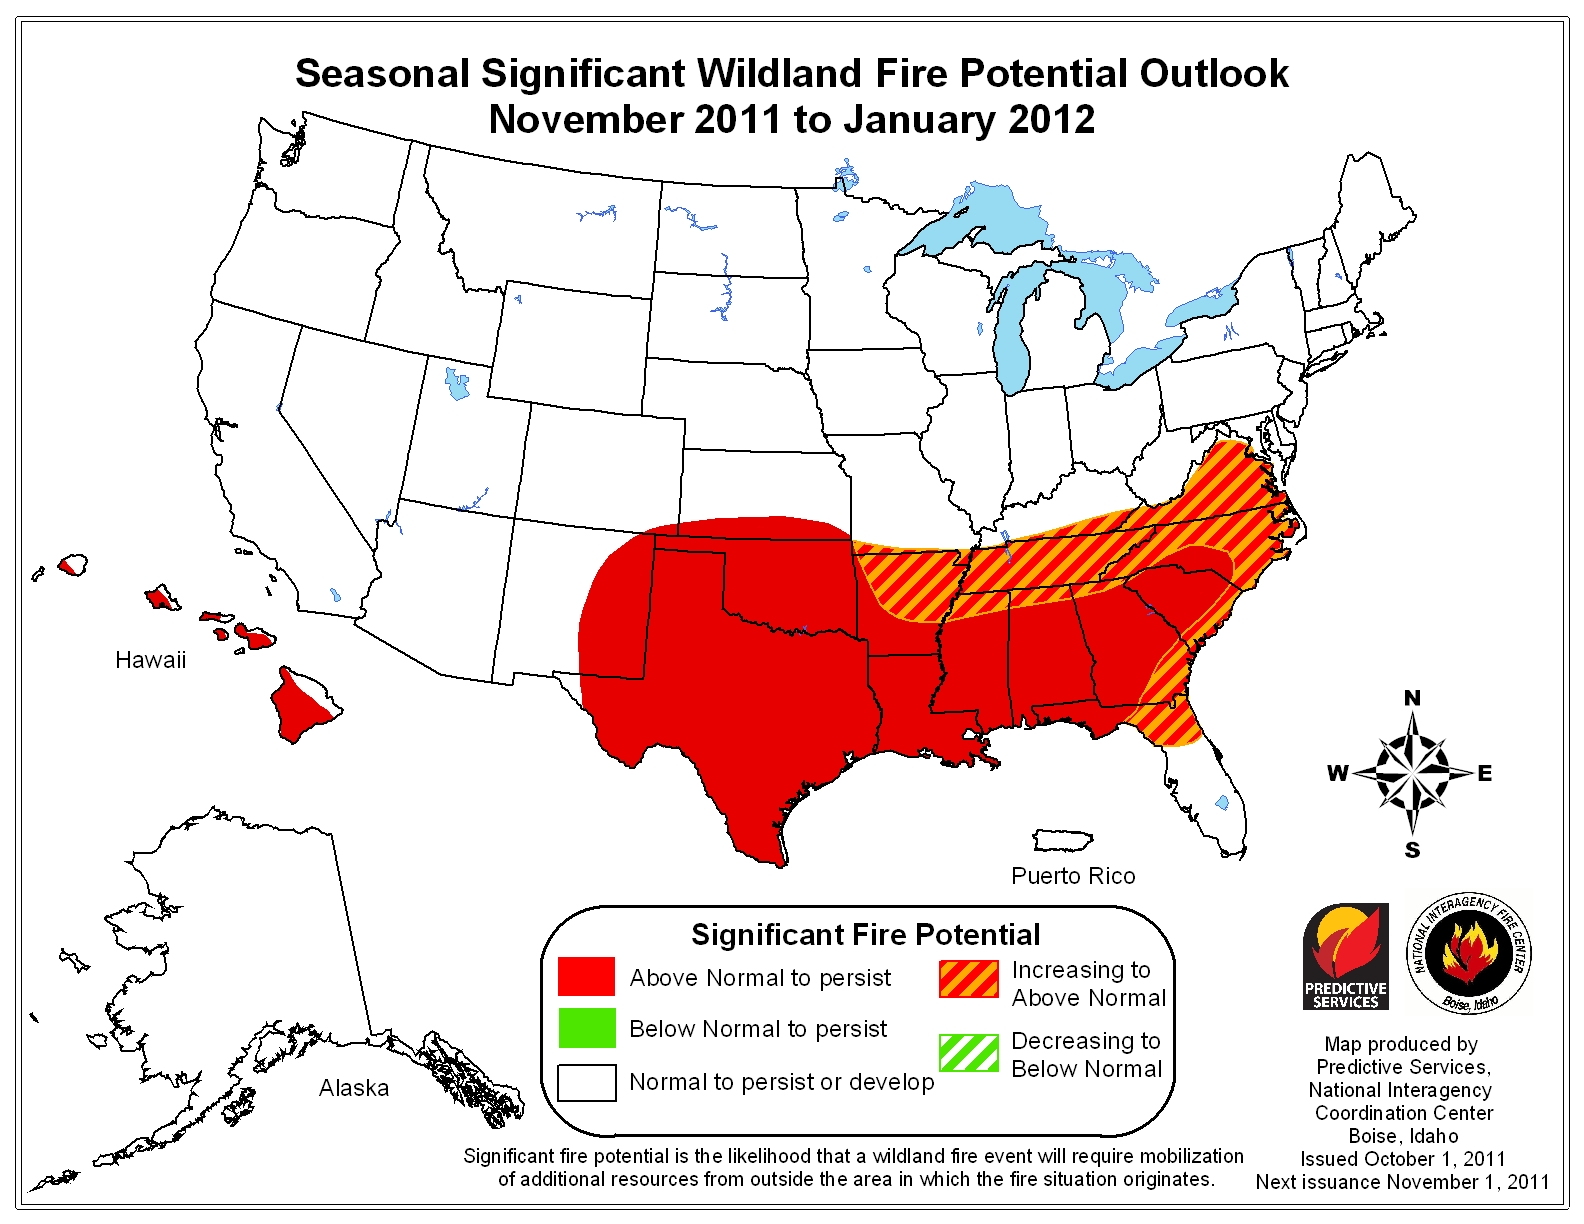 Seasonal Significant Wildland Fire Potential Outlook
November 2011 to January 2012
Hawaii
N
W
E
S
Puerto Rico
Alaska
Significant Fire Potential
Above Normal to persist
Below Normal to persist
Normal to persist or develop
Increasing to
Above Normal
Decreasing to
Below Normal
PREDICTIVE
SERVICES
NATIONAL INTERAGENCY FIRE CENTER
Boise, Idaho
Map produced by
Predictive Services,
National Interagency
Coordination Center
Boise, Idaho
Issued October 1, 2011
Next issuance November 1, 2011
Significant fire potential is the likelihood that a wildland fire event will require mobilization
of additional resources from outside the area in which the fire situation originates.